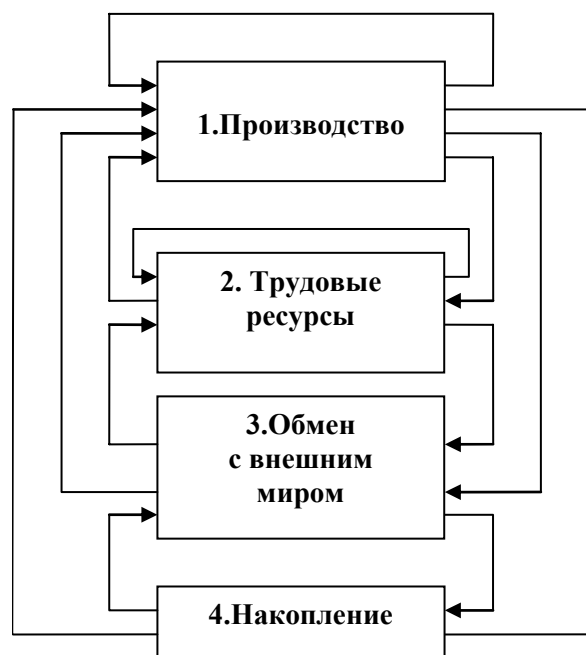 1.Производство
2. Трудовые
ресурсы
3.Обмен
с внешним
миром
4.Накопление